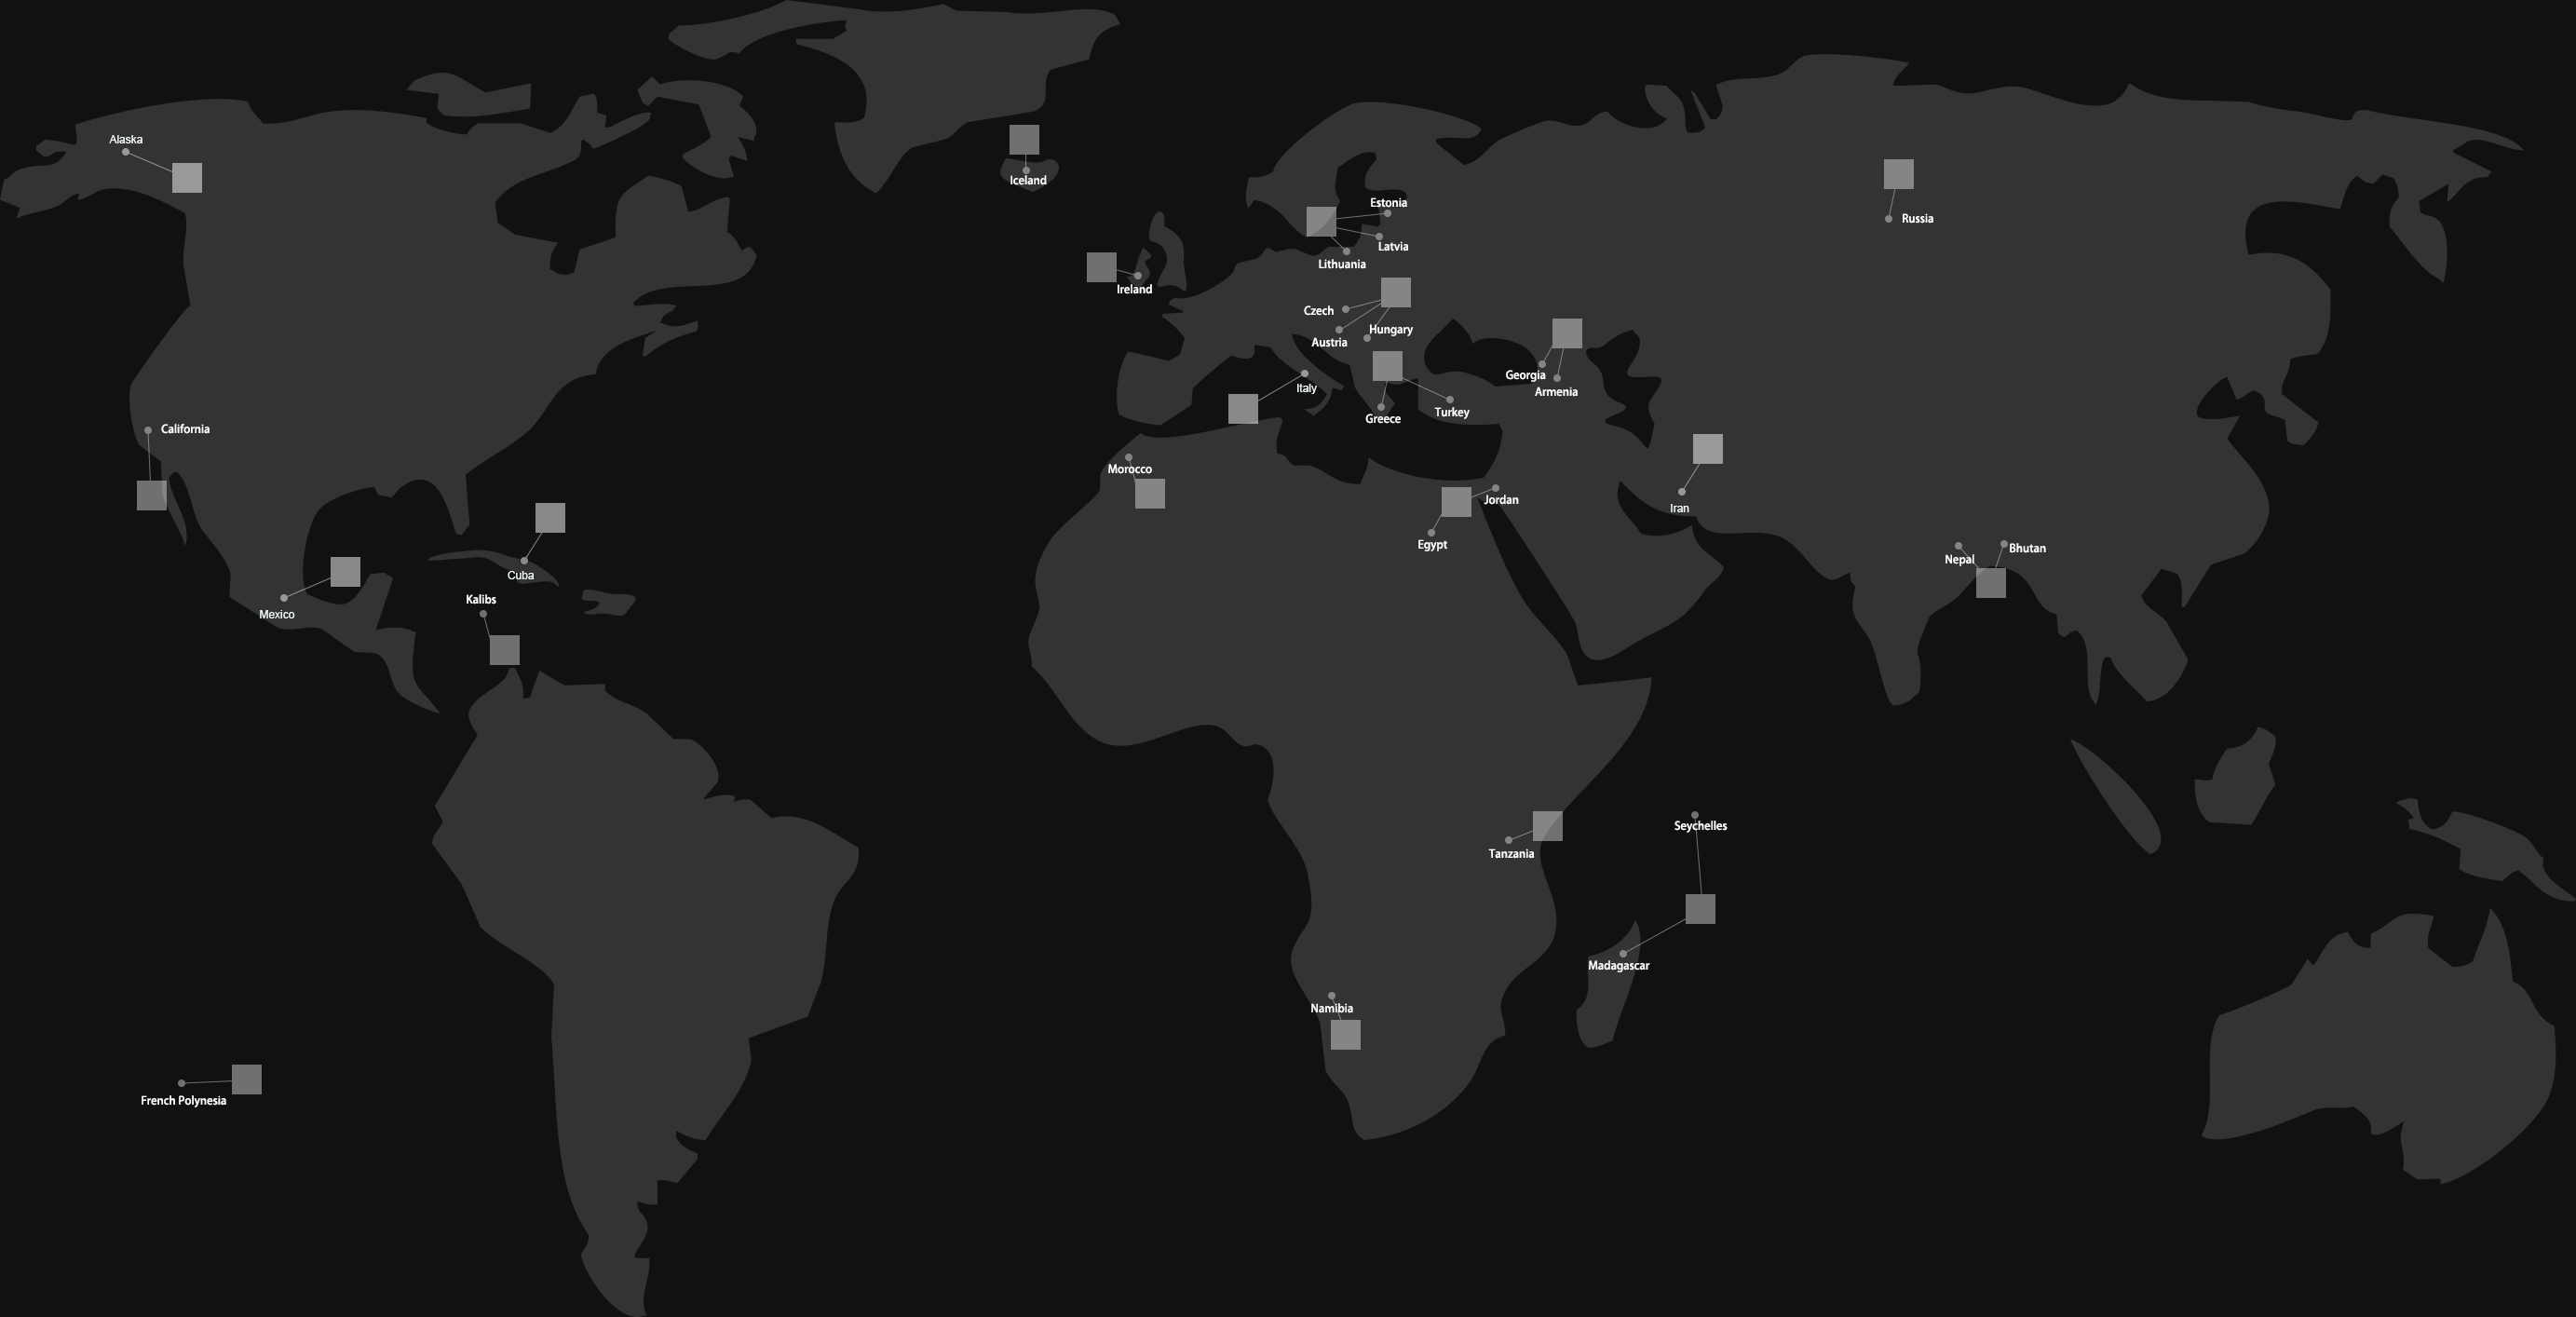 Alaska
Iceland
Estonia
Russia
Latvia
Lithuania
Ireland
Czech
Hungary
Austria
Georgia
Italy
Armenia
Turkey
Greece
California
Morocco
Jordan
Iran
Egypt
Bhutan
Nepal
Cuba
Kalibs
Mexico
Seychelles
Tanzania
Madagascar
Namibia
French Polynesia